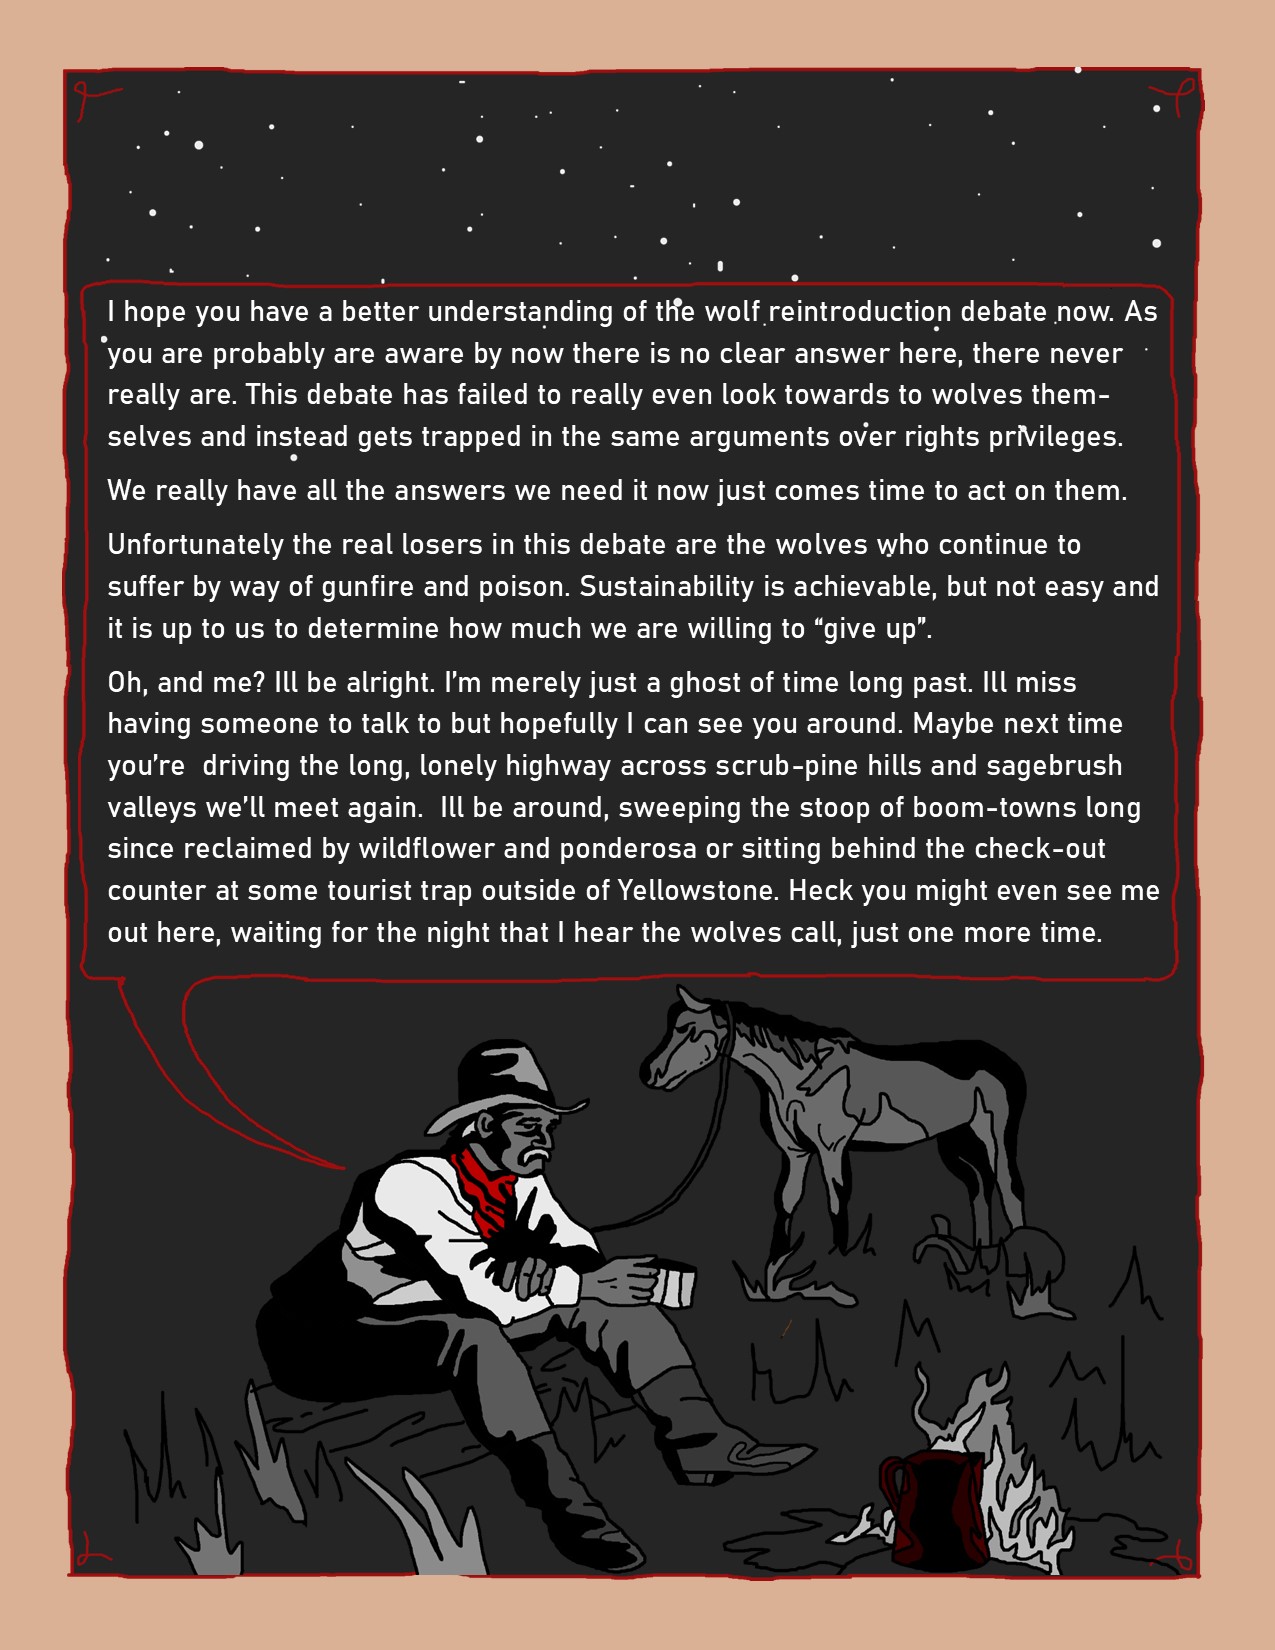 I hope you have a better understanding of the wolf reintroduction debate now. As
you are probably are aware by now there is no clear answer here, there never
really are. This debate has failed to really even look towards to wolves them-
selves and instead gets trapped in the same arguments over rights privileges.
We really have all the answers we need it now just comes time to act on them.
Unfortunately the real losers in this debate are the wolves who continue to
suffer by way of gunfire and poison. Sustainability is achievable, but not easy and
it is up to us to determine how much we are willing to “give up”.
Oh, and me? Ill be alright. I’m merely just a ghost of time long past. Ill miss
having someone to talk to but hopefully I can see you around. Maybe next time
you’re  driving the long, lonely highway across scrub-pine hills and sagebrush
valleys we’ll meet again.  Ill be around, sweeping the stoop of boom-towns long
since reclaimed by wildflower and ponderosa or sitting behind the check-out
counter at some tourist trap outside of Yellowstone. Heck you might even see me
out here, waiting for the night that I hear the wolves call, just one more time.